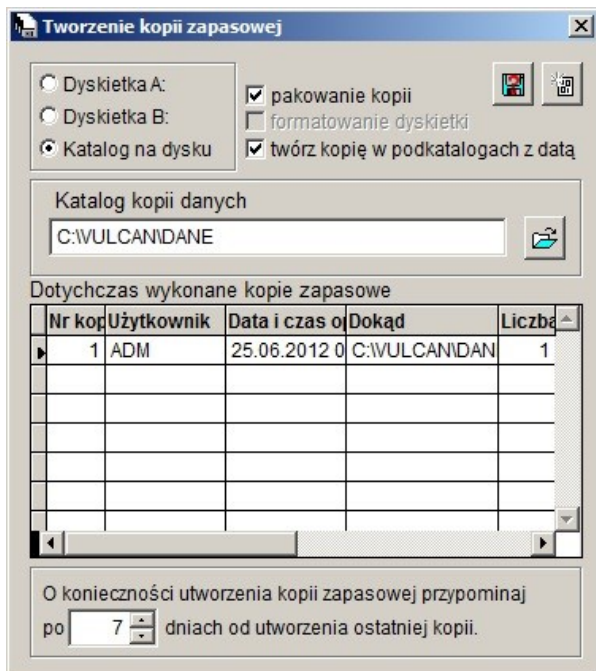 Tworzenie kopii zapasowej
Dyskietka A:
Dyskietka B:
Katalog na dysku
pakowanie kopii
formatowanie dyskietki
twórz kopię w podkatalogach z datą
Katalog kopii danych
C:\VULCAN\DANE
Dotychczas wykonane kopie zapasowe
Nr kop Użytkownik Data i czas o Dokąd Liczba
1 ADM 25.06.2012 0 C:\VULCAN\DAN 1
O konieczności utworzenia kopii zapasowej przypominaj
po 7 dniach od utworzenia ostatniej kopii.